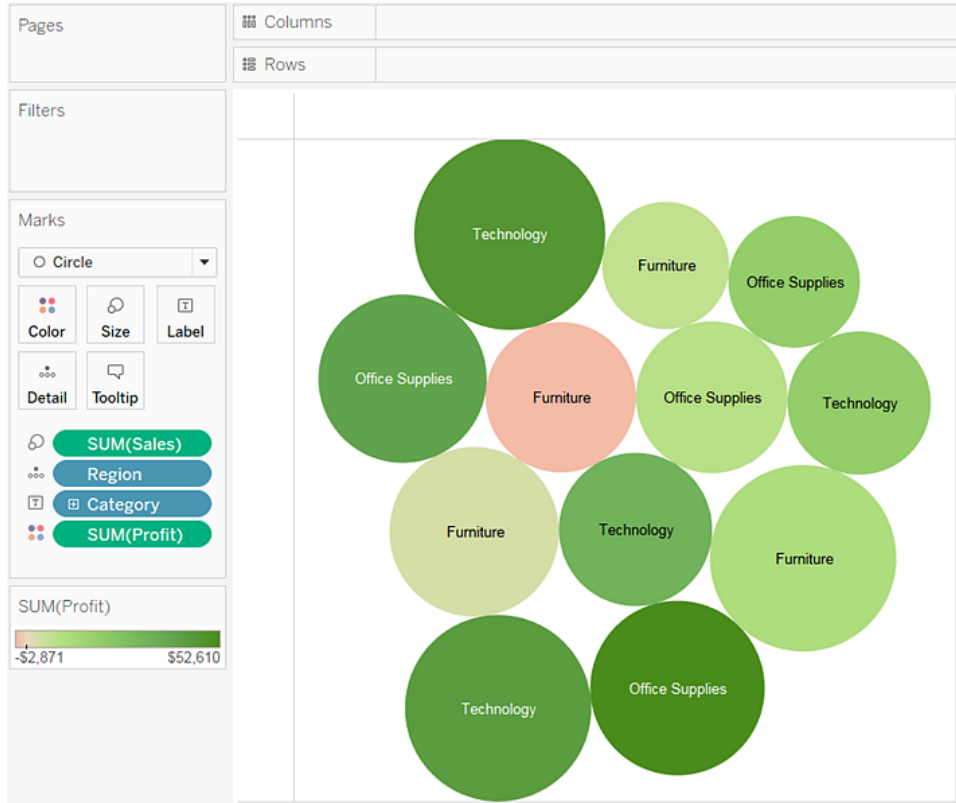 Pages
Columns
Rows
Filters
Marks
Circle
Color
Size
Label
Detail
Tooltip
SUM(Sales)
Region
Category
SUM(Profit)
SUM(Profit)
-$2,871 $52,610
Technology
Furniture
Office Supplies
Office Supplies
Furniture
Office Supplies
Technology
Furniture
Technology
Furniture
Technology
Office Supplies